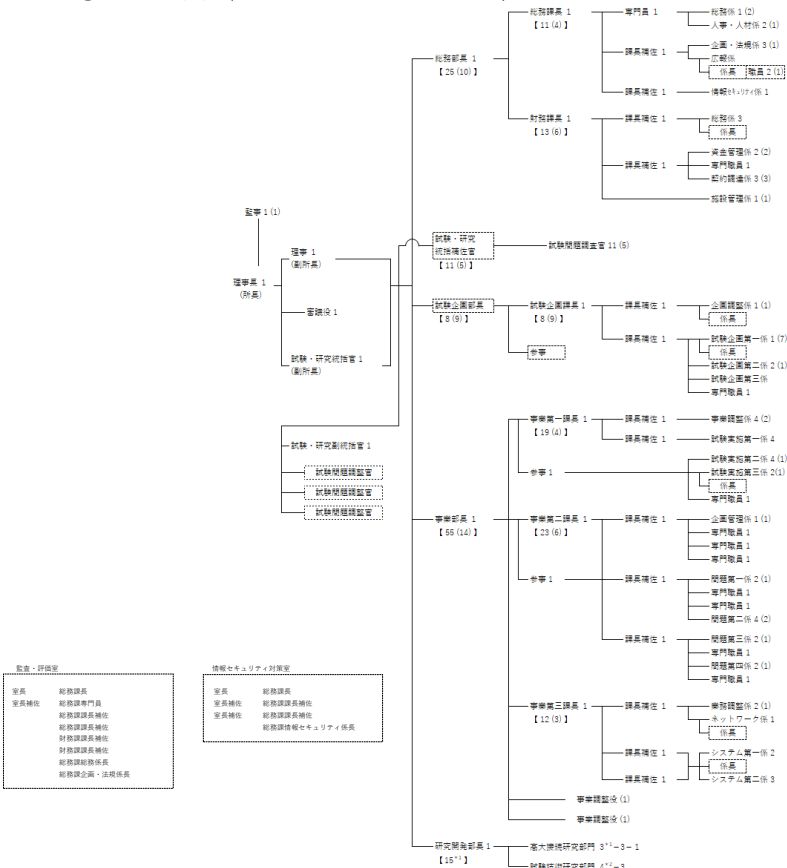 総務課長 1
【 11 (4) 】
専門員 1
総務係 1 (2)
人事・人材係 2 (1)
課長補佐 1
企画・法規係 3 (1)
広報係
係長
職員 2 (1)
課長補佐 1
情報セキュリティ係 1
総務部長 1
【 25 (10) 】
財務課長 1
【 13 (6) 】
課長補佐 1
総務係 3
係長
課長補佐 1
資金管理係 2 (2)
専門職員 1
契約調達係 3 (3)
施設管理係 1 (1)
監事 1 (1)
理事長 1
(所長)
理事 1
(副所長)
審議役 1
試験・研究統括官 1
(副所長)
試験・研究
統括補佐官
【 11 (5) 】
試験問題調査官 11 (5)
試験企画部長
【 8 (9) 】
試験企画課長 1
【 8 (9) 】
参事
課長補佐 1
企画調整係 1 (1)
係長
課長補佐 1
試験企画第一係 1 (7)
係長
試験企画第二係 2 (1)
試験企画第三係
専門職員 1
試験・研究副統括官 1
試験問題調整官
試験問題調整官
試験問題調整官
事業部長 1
【 55 (14) 】
事業第一課長 1
【 19 (4) 】
課長補佐 1
事業調整係 4 (2)
課長補佐 1
試験実施第一係 4
参事 1
試験実施第二係 4 (1)
試験実施第三係 2 (1)
係長
専門職員 1
事業第二課長 1
【 23 (6) 】
課長補佐 1
企画管理係 1 (1)
専門職員 1
専門職員 1
専門職員 1
参事 1
課長補佐 1
問題第一係 2 (1)
専門職員 1
専門職員 1
問題第二係 4 (2)
課長補佐 1
問題第三係 2 (1)
専門職員 1
問題第四係 2 (1)
専門職員 1
事業第三課長 1
【 12 (3) 】
課長補佐 1
業務調整係 2 (1)
ネットワーク係 1
係長
課長補佐 1
課長補佐 1
システム第一係 2
係長
システム第二係 3
事業調整役 (1)
事業調整役 (1)
研究開発部長 1
高大接続研究部門 3*¹−3−1
監査・評価室
室長 総務課長
室長補佐 総務課専門員
総務課課長補佐
総務課課長補佐
財務課課長補佐
財務課課長補佐
総務課総務係長
総務課企画・法規係長
情報セキュリティ対策室
室長 総務課長
室長補佐 総務課課長補佐
室長補佐 総務課課長補佐
総務課情報セキュリティ係長